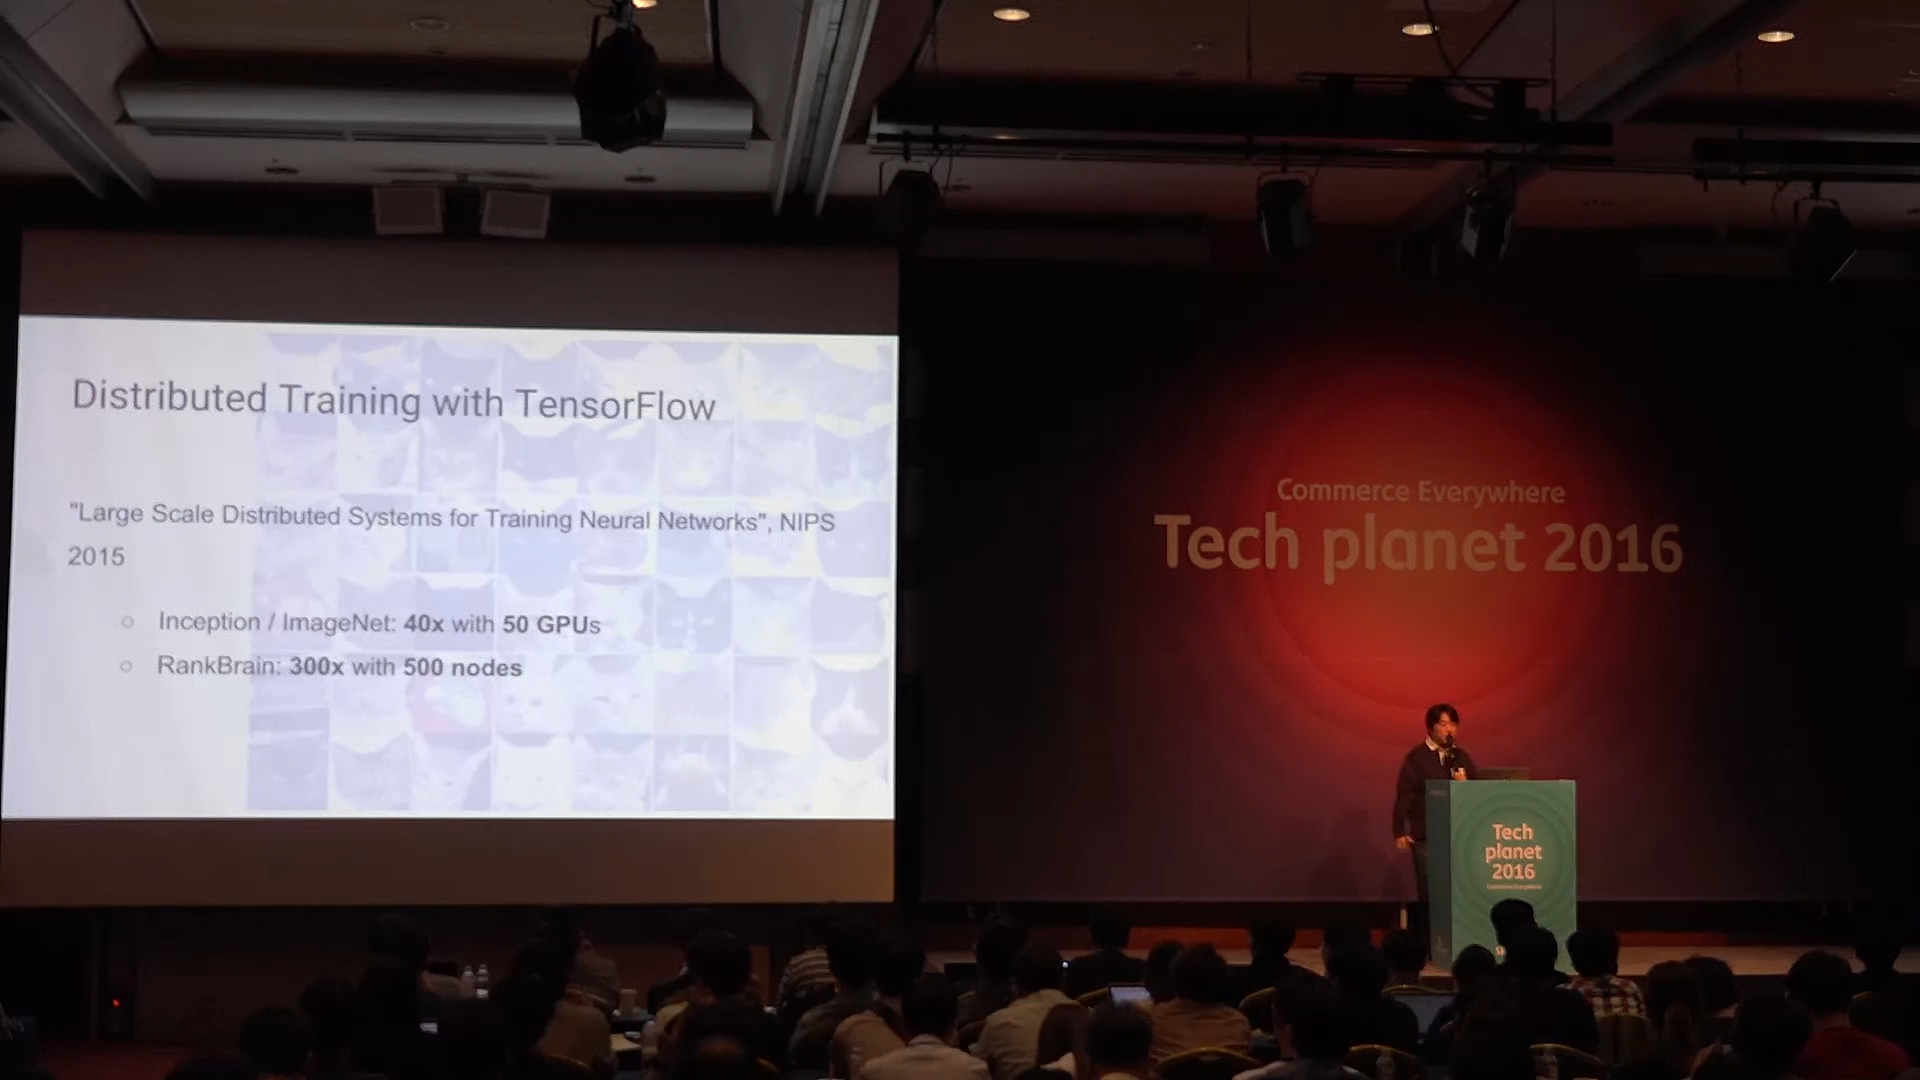 Distributed Training with TensorFlow
"Large Scale Distributed Systems for Training Neural Networks", NIPS
2015
Inception / ImageNet: 40x with 50 GPUs
RankBrain: 300x with 500 nodes
Commerce Everywhere
Tech planet 2016
Tech
planet
2016